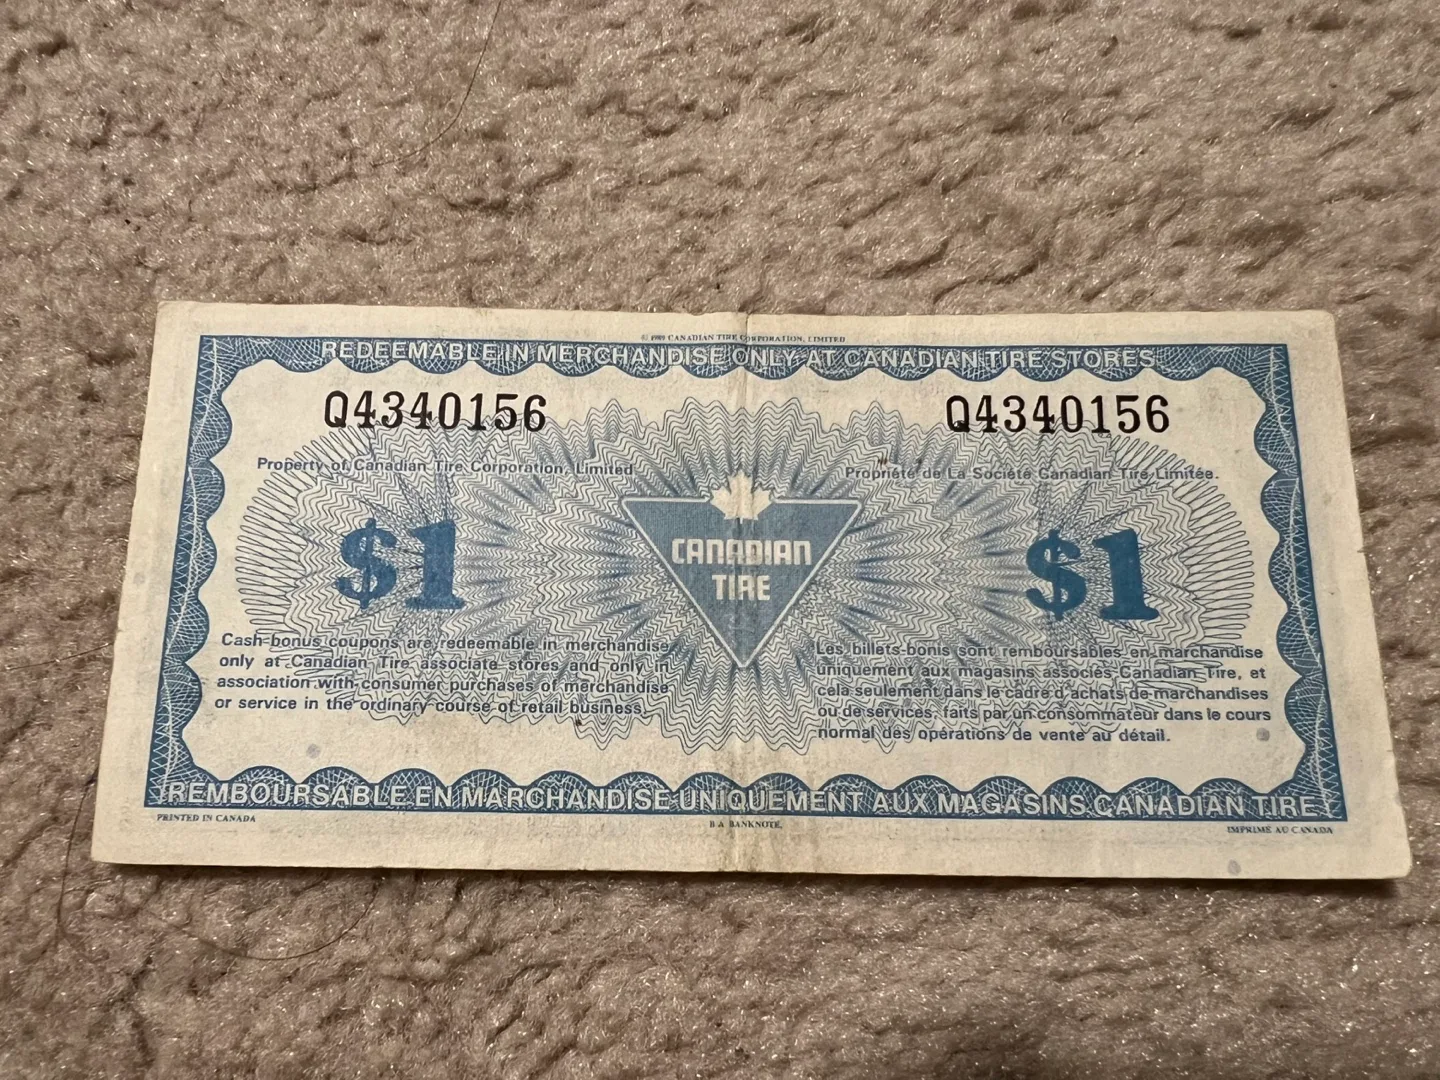 © 1989 CANADIAN TIRE CORPORATION, LIMITED
REDEEMABLE IN MERCHANDISE ONLY AT CANADIAN TIRE STORES
Q4340156 Q4340156
Property of Canadian Tire Corporation, Limited
Propriété de La Société Canadian Tire Limitée.
$1
CANADIAN
TIRE
$1
Cash bonus coupons are redeemable in merchandise
only at Canadian Tire associate stores and only in
association with consumer purchases of merchandise
or service in the ordinary course of retail business.
Les billets-bonis sont remboursables en marchandise
uniquement aux magasins associés Canadian Tire, et
cela seulement dans le cadre d'achats de marchandises
ou de services, faits par un consommateur dans le cours
normal des opérations de vente au détail.
REMBOURSABLE EN MARCHANDISE UNIQUEMENT AUX MAGASINS CANADIAN TIRE
PRINTED IN CANADA
B A BANKNOTE.
IMPRIMÉ AU CANADA